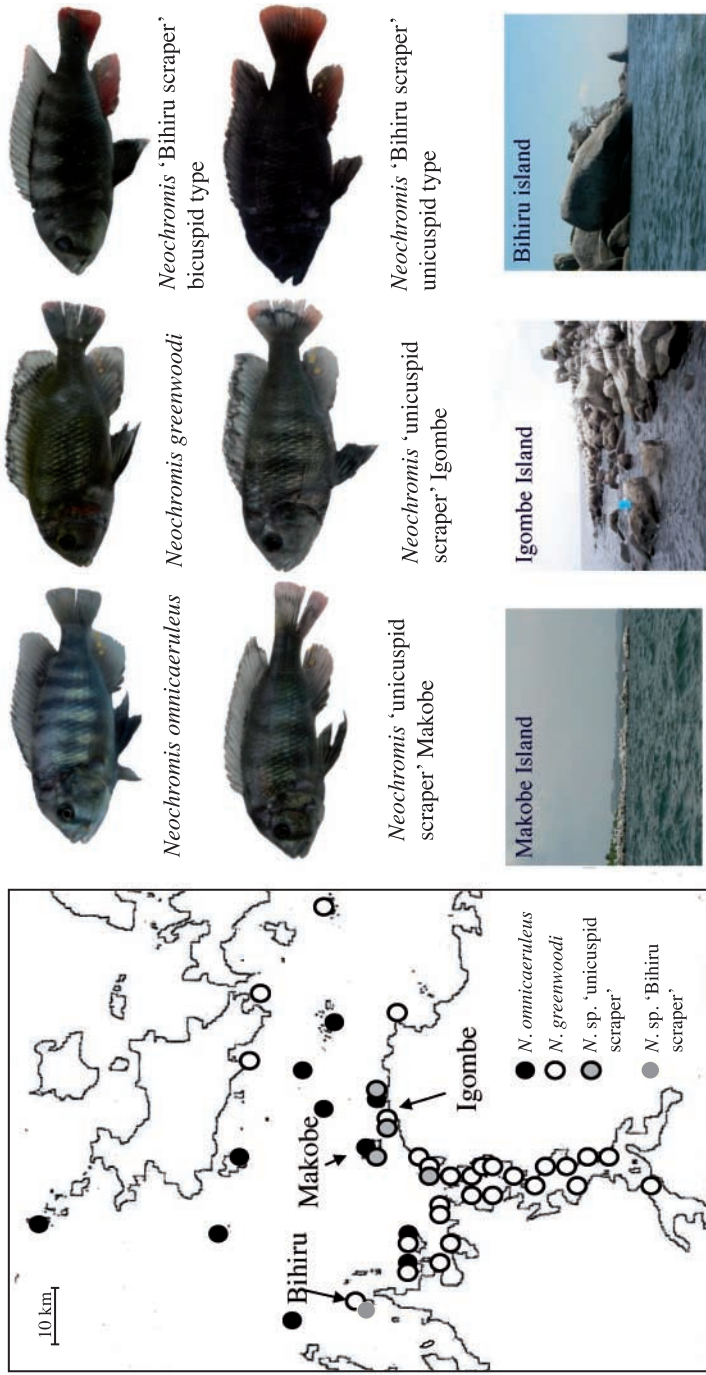 10 km
Bihiru
Makobe
Igombe
N. omnicaeruleus
N. greenwoodi
N. sp. ‘unicuspid
scraper’
N. sp. ‘Bihiru
scraper’
Neochromis omnicaeruleus
Neochromis greenwoodi
Neochromis ‘Bihiru scraper’
bicuspid type
Neochromis ‘unicuspid
scraper’ Makobe
Neochromis ‘unicuspid
scraper’ Igombe
Neochromis ‘Bihiru scraper’
unicuspid type
Makobe Island
Igombe Island
Bihiru island